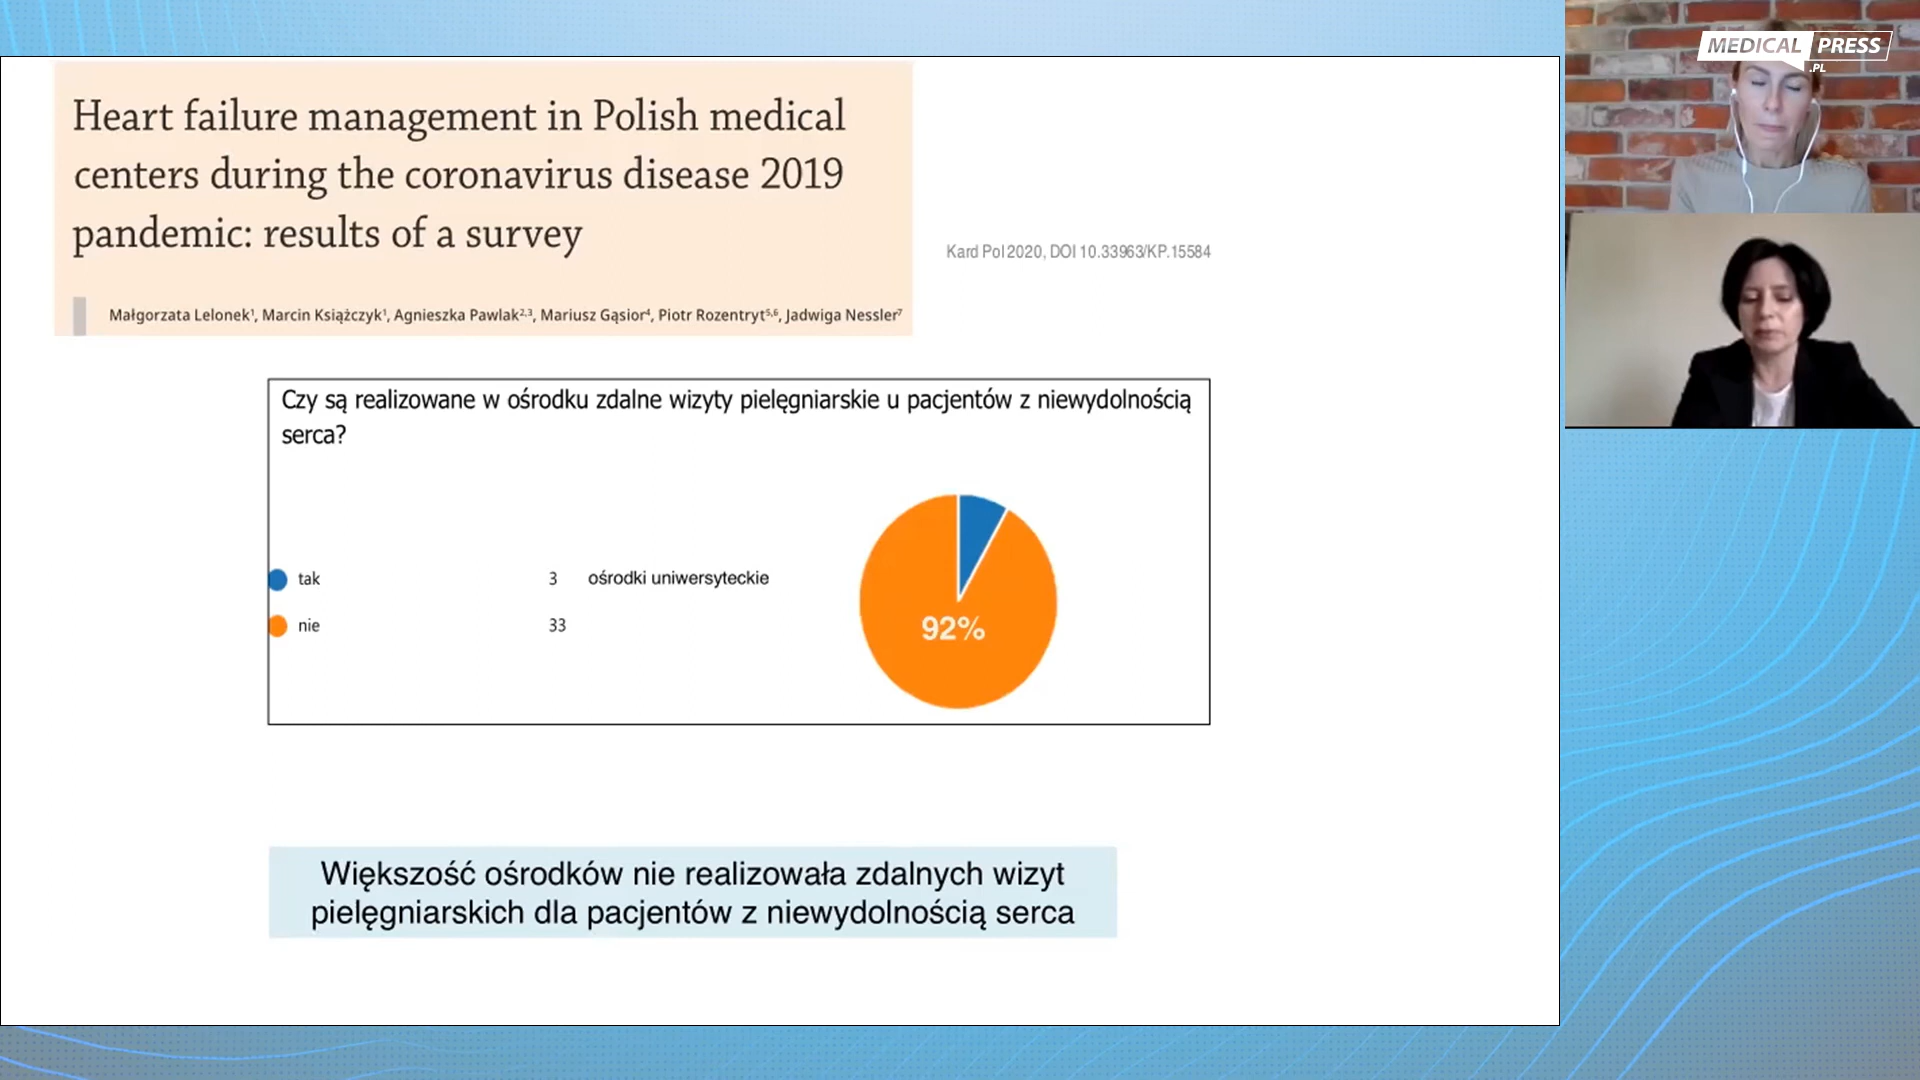 MEDICAL PRESS
.PL
Heart failure management in Polish medical
centers during the coronavirus disease 2019
pandemic: results of a survey
Kard Pol 2020, DOI 10.33963/KP.15584
Małgorzata Lelonek¹, Marcin Książczyk¹, Agnieszka Pawlak²,³, Mariusz Gąsior⁴, Piotr Rozentryt⁵,⁶, Jadwiga Nessler⁷
Czy są realizowane w ośrodku zdalne wizyty pielęgniarskie u pacjentów z niewydolnością
serca?
tak 3 ośrodki uniwersyteckie
nie 33
92%
Większość ośrodków nie realizowała zdalnych wizyt
pielęgniarskich dla pacjentów z niewydolnością serca